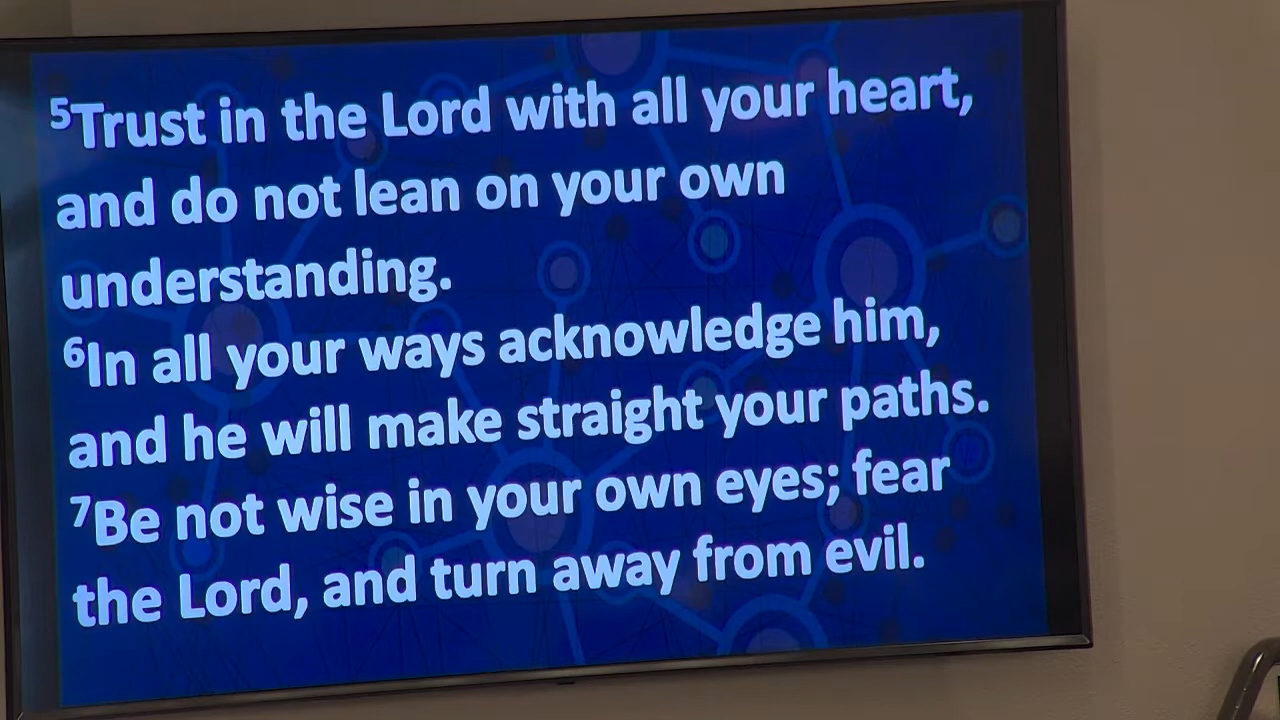 ⁵Trust in the Lord with all your heart,
and do not lean on your own
understanding.
⁶In all your ways acknowledge him,
and he will make straight your paths.
⁷Be not wise in your own eyes; fear
the Lord, and turn away from evil.